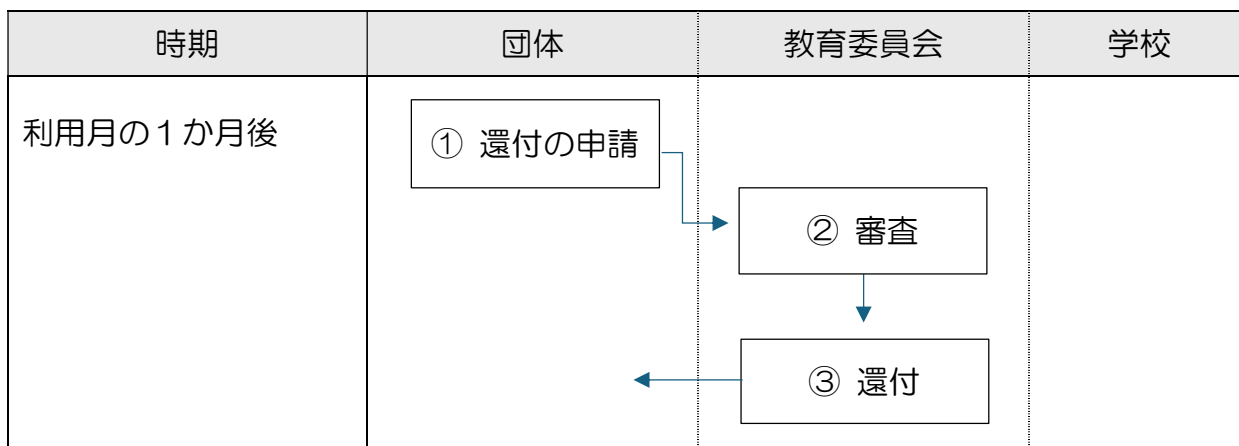 時期 団体 教育委員会 学校
利用月の１か月後
① 還付の申請
② 審査
③ 還付